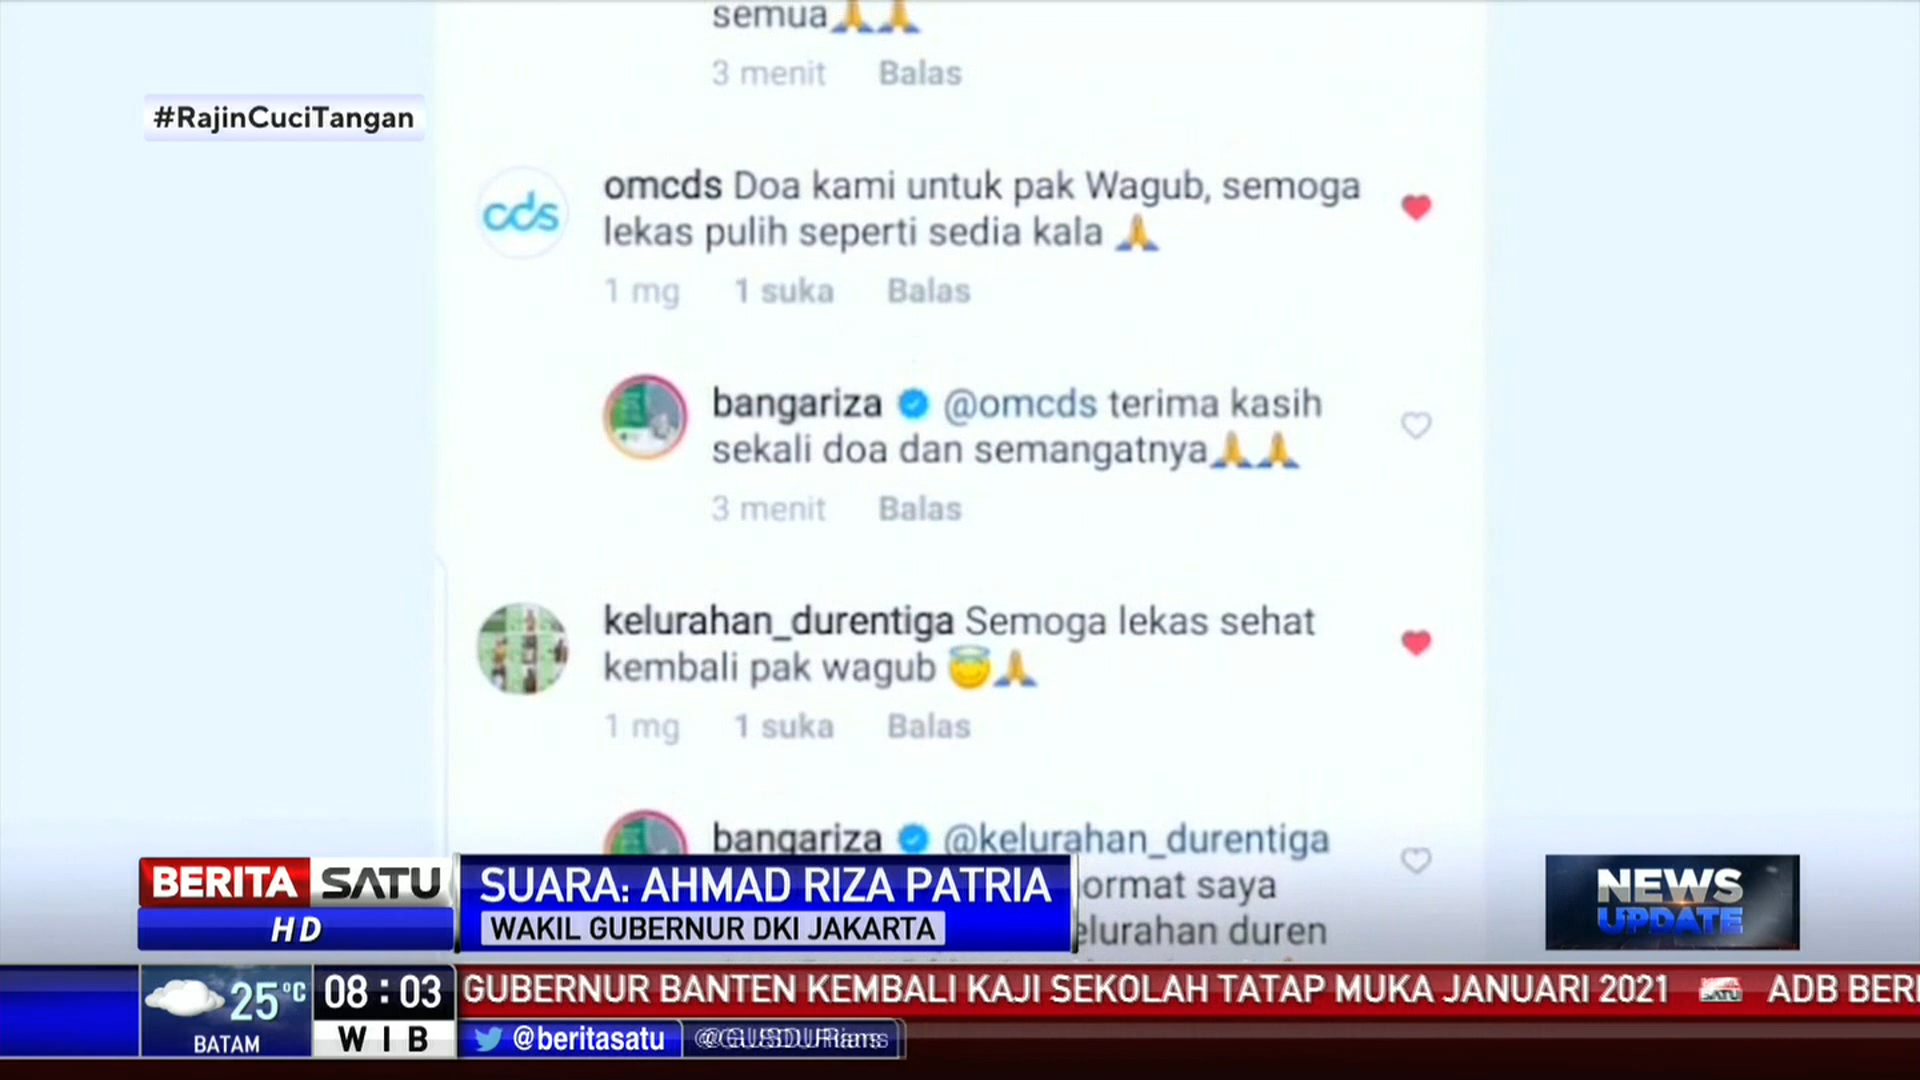 semua
3 menit Balas
#RajinCuciTangan
cds
omcds Doa kami untuk pak Wagub, semoga
lekas pulih seperti sedia kala
1 mg 1 suka Balas
bangariza @omcds terima kasih
sekali doa dan semangatnya
3 menit Balas
kelurahan_durentiga Semoga lekas sehat
kembali pak wagub
1 mg 1 suka Balas
bangariza @kelurahan_durentiga
ormat saya
elurahan duren
BERITA SATU
HD
SUARA: AHMAD RIZA PATRIA
WAKIL GUBERNUR DKI JAKARTA
NEWS
UPDATE
25°C
BATAM
08:03
WIB
GUBERNUR BANTEN KEMBALI KAJI SEKOLAH TATAP MUKA JANUARI 2021 SATU ADB BERI
@beritasatu